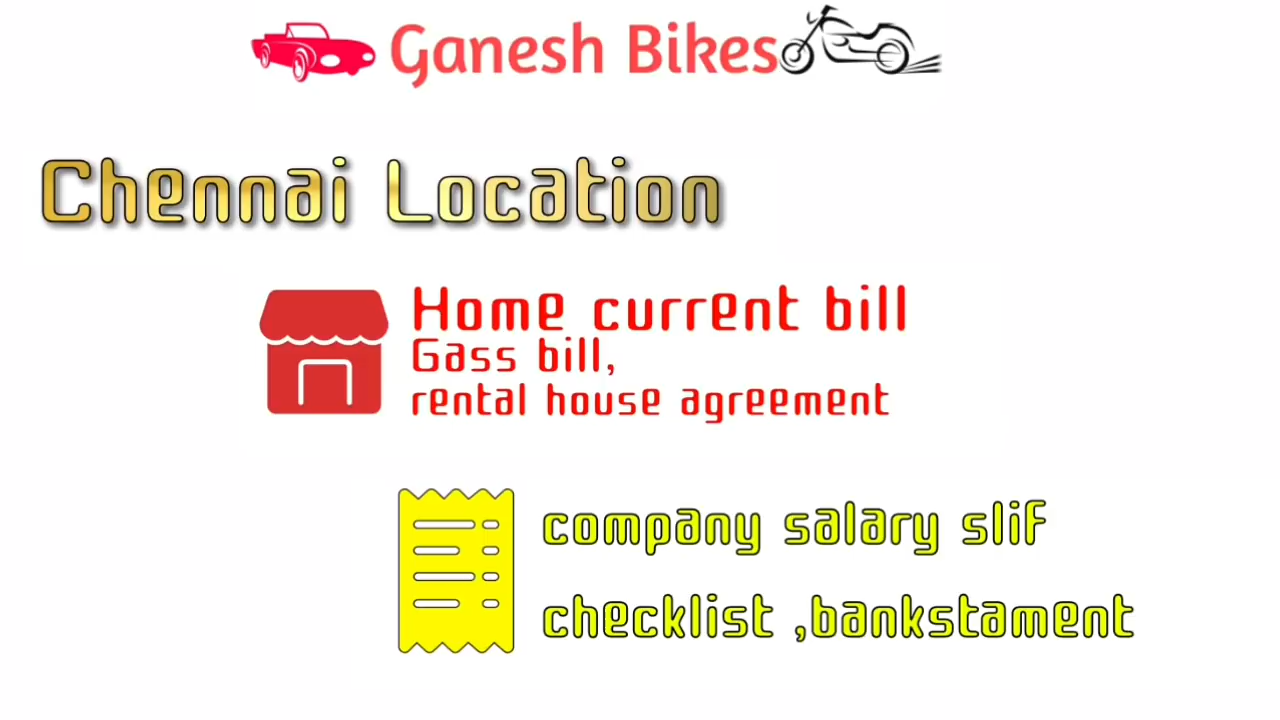 Ganesh Bikes
Chennai Location
Home current bill
Gass bill,
rental house agreement
company salary slif
checklist ,bankstament